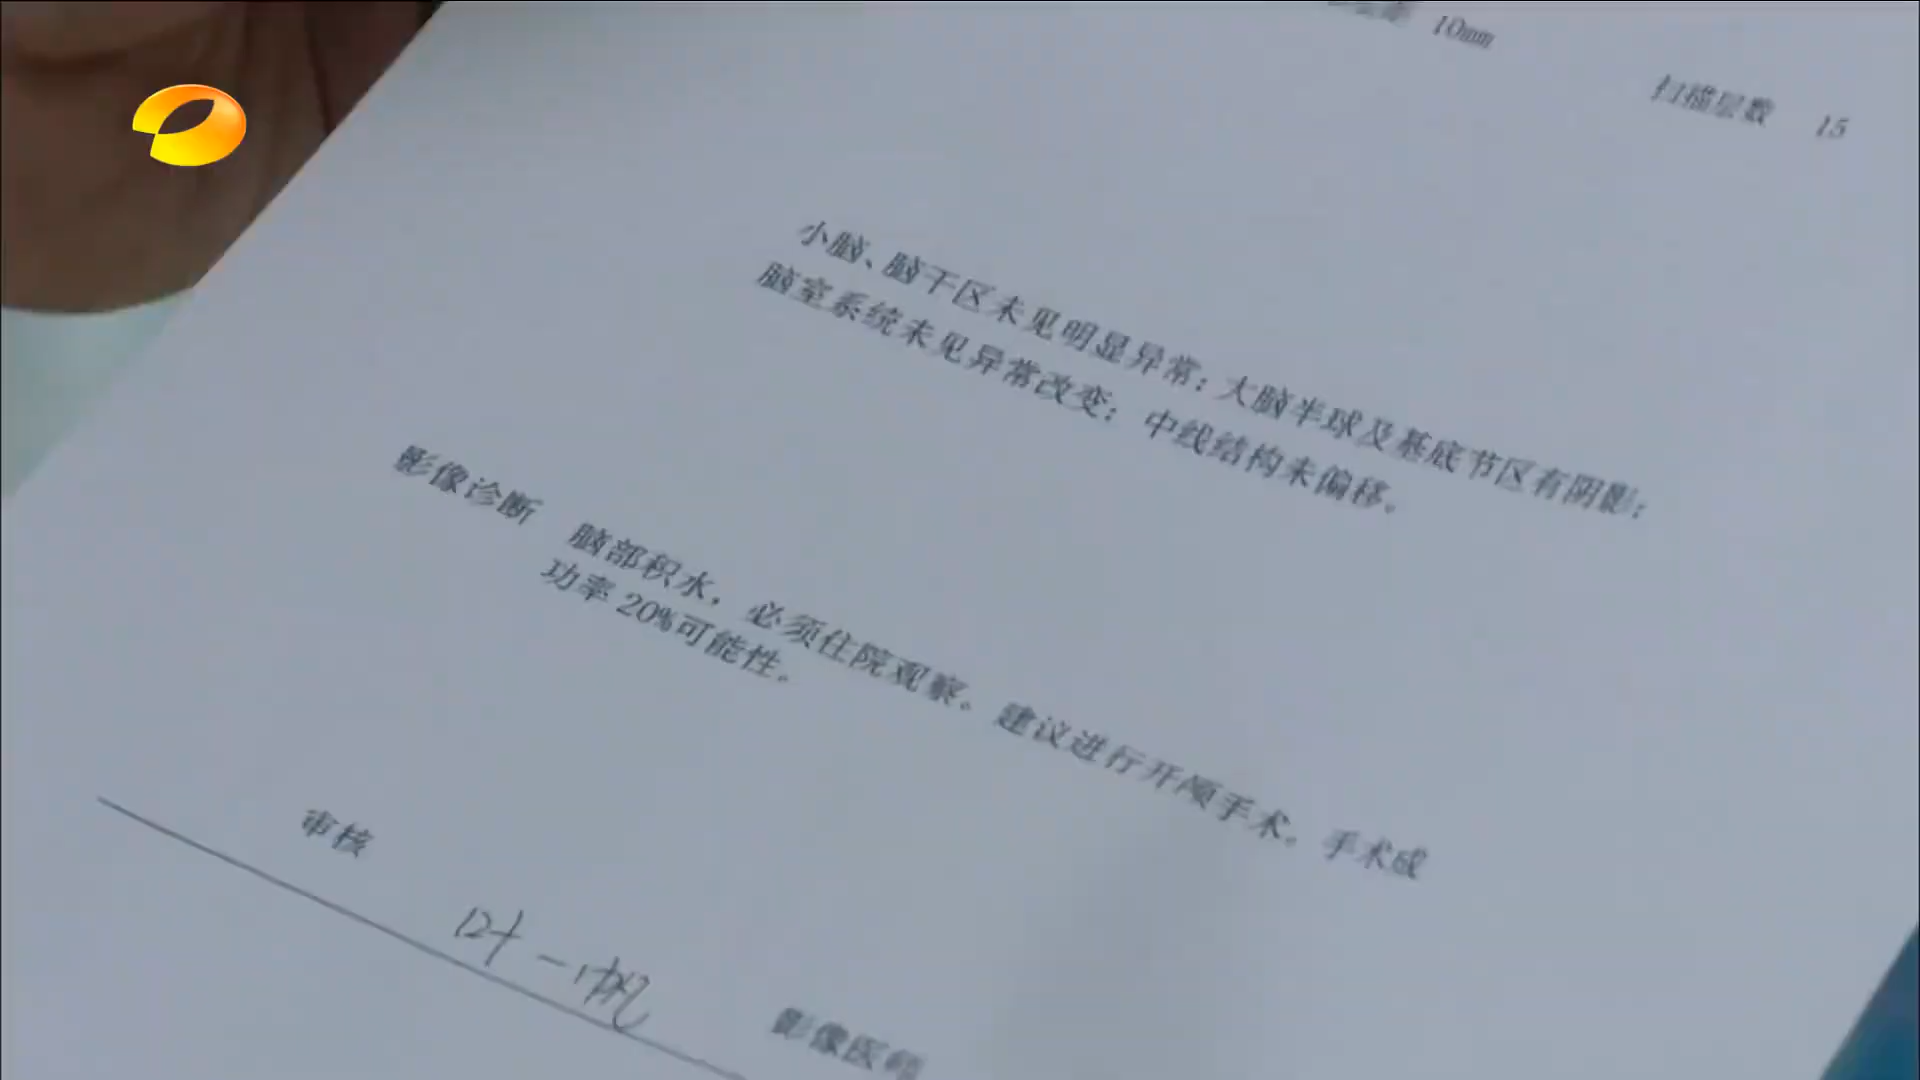 10mm
扫描层数 15
小脑、脑干区未见明显异常；大脑半球及基底节区有阴影；
脑室系统未见异常改变；中线结构未偏移。
影像诊断 脑部积水，必须住院观察。建议进行开颅手术。手术成
功率20%可能性。
审核
影像医师